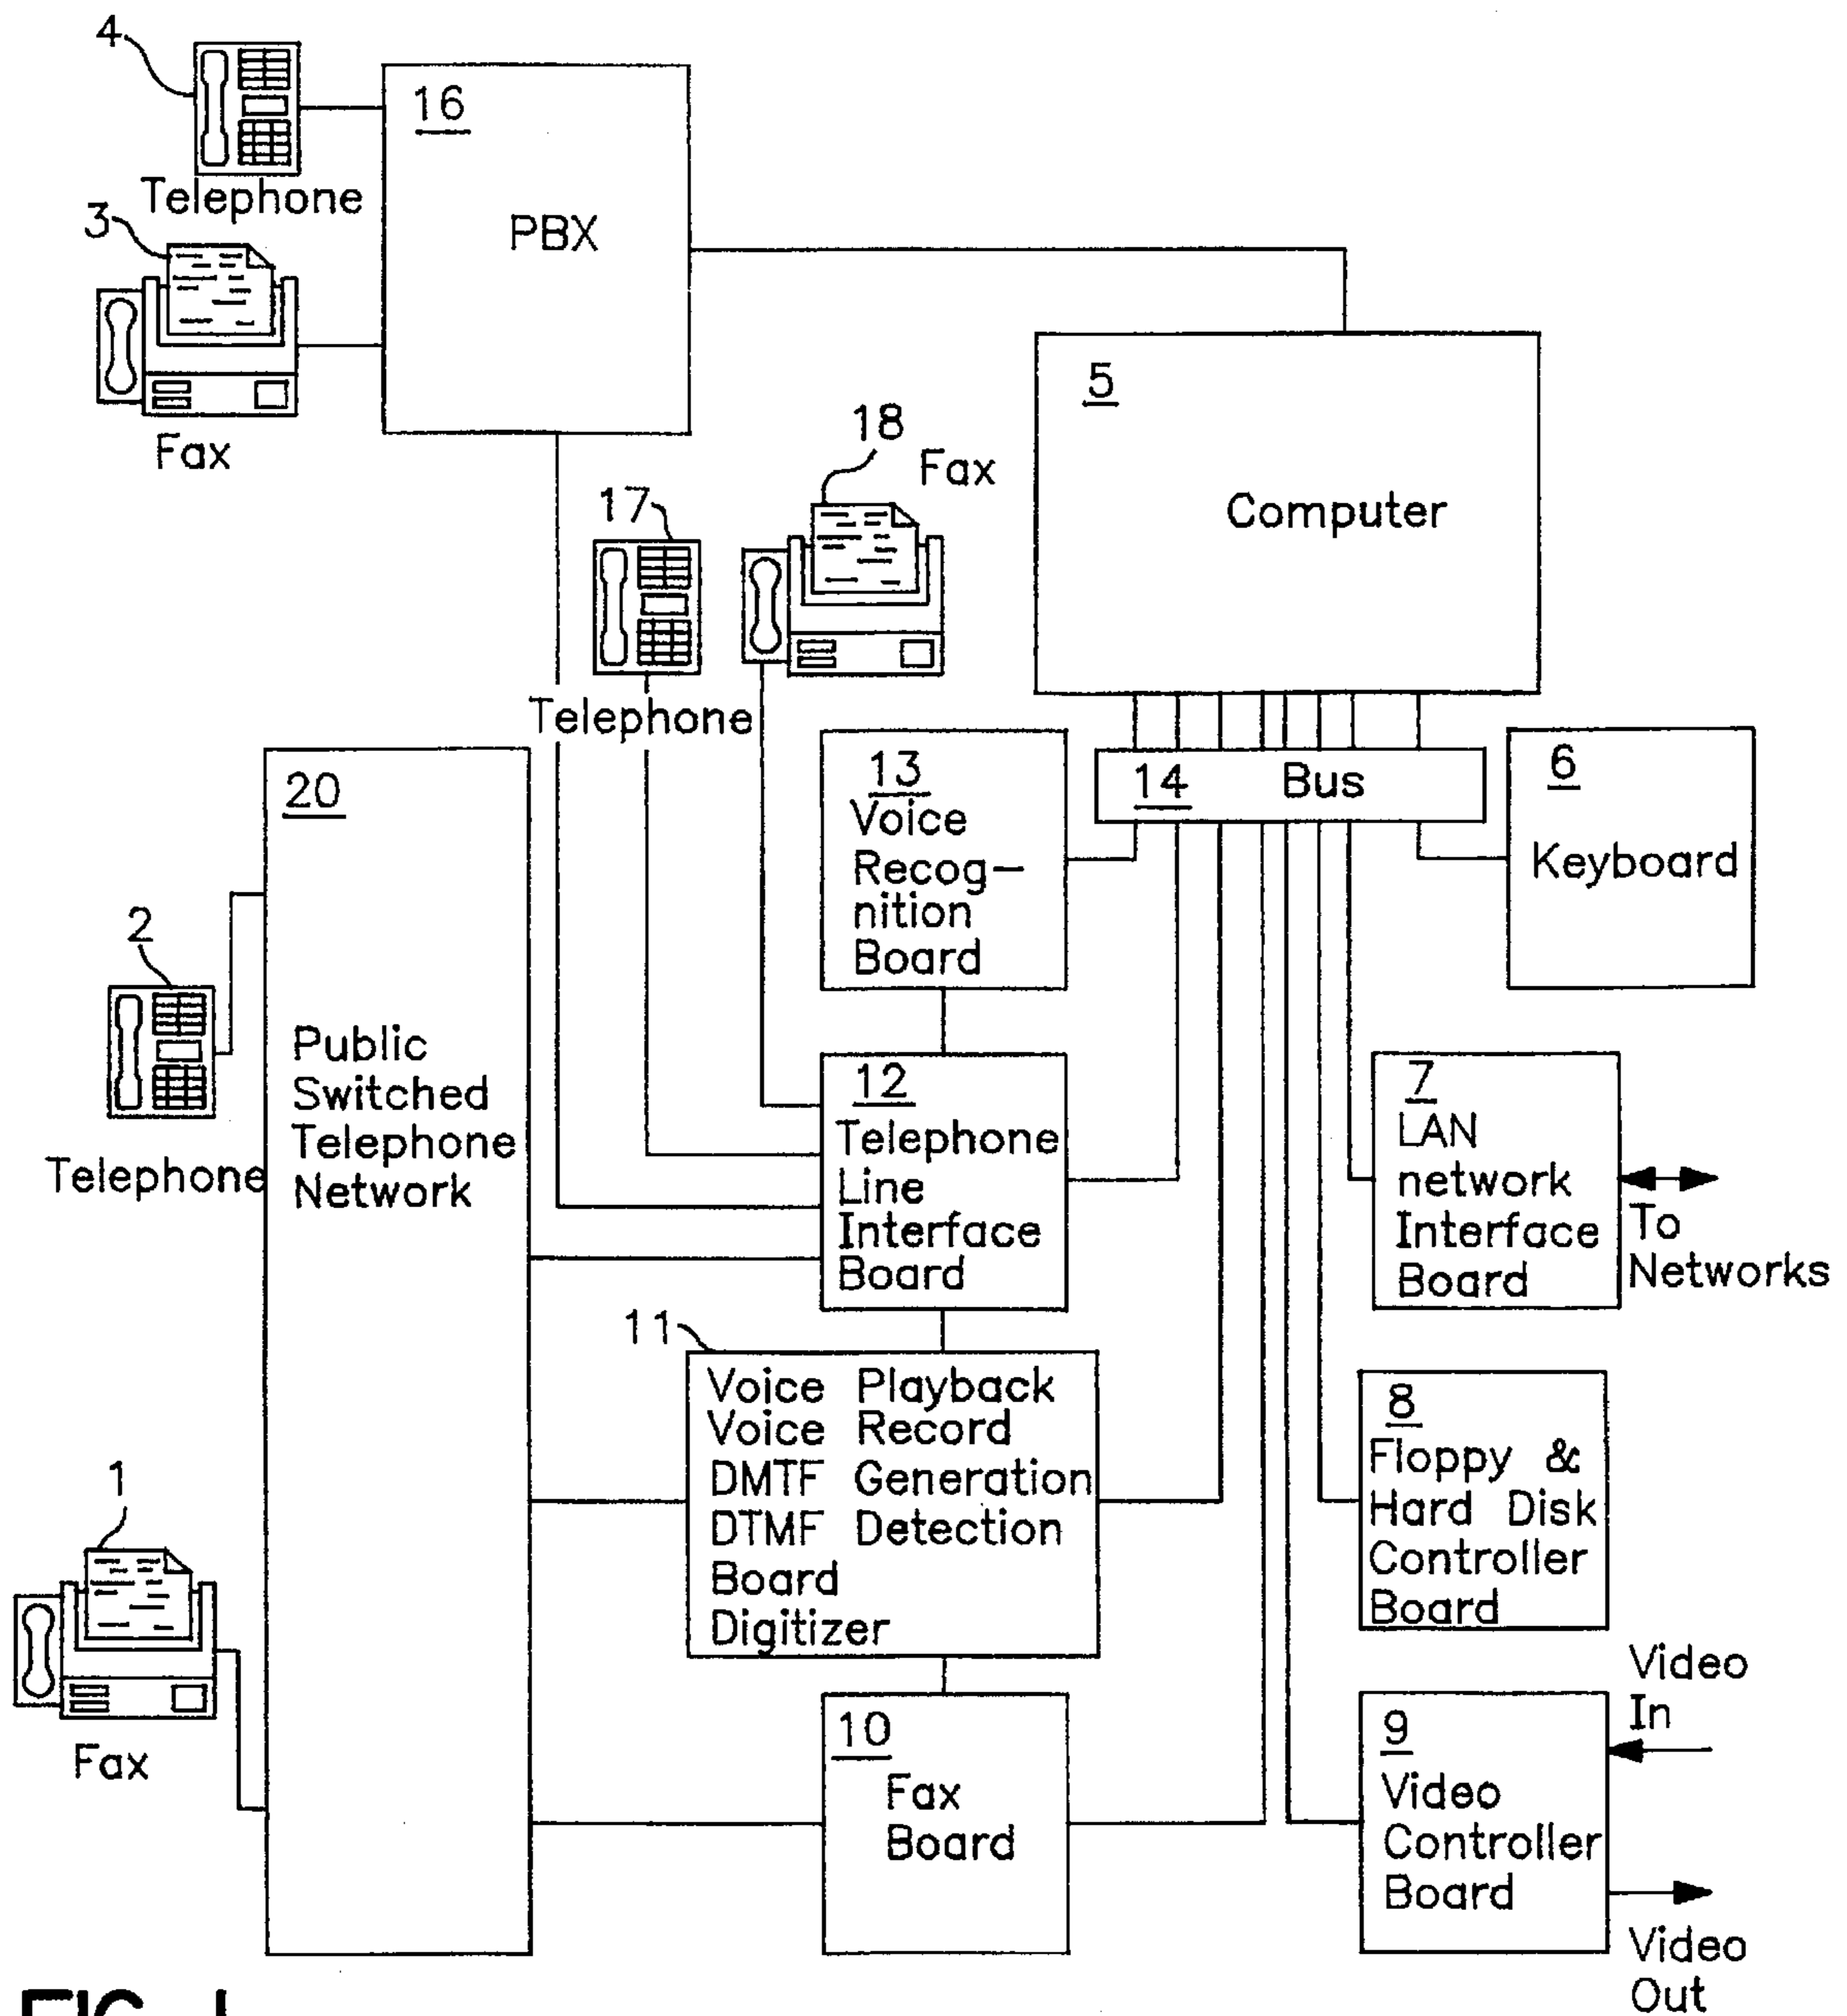 4
Telephone
3
Fax
16
PBX
5
Computer
18
Fax
17
Telephone
20
Public
Switched
Telephone
Network
2
Telephone
1
Fax
13
Voice
Recog-
nition
Board
14 Bus
6
Keyboard
12
Telephone
Line
Interface
Board
7
LAN
network
Interface
Board
To
Networks
11
Voice Playback
Voice Record
DMTF Generation
DTMF Detection
Board
Digitizer
8
Floppy &
Hard Disk
Controller
Board
10
Fax
Board
9
Video
Controller
Board
Video
In
Video
Out